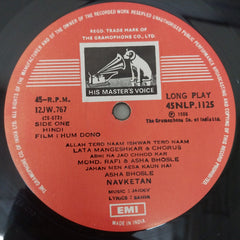 REGD. TRADE MARK OF
THE GRAMOPHONE CO., LTD
HIS MASTER'S VOICE
45-R.P.M.
12JW.767
SIDE ONE
HINDI
FILM : HUM DONO
LONG PLAY
45NLP.1125
The Gramophone Co. of India Ltd.
ALLAH TERO NAAM ISHWAR TERO NAAM
LATA MANGESHKAR & CHORUS
ABHI NA JAO CHHOD KAR
MOHD. RAFI & ASHA BHOSLE
JAHAN MEN AISA KAUN HAI
ASHA BHOSLE
NAVKETAN
MUSIC : JAIDEV
LYRICS : SAHIR
EMI
MADE IN INDIA